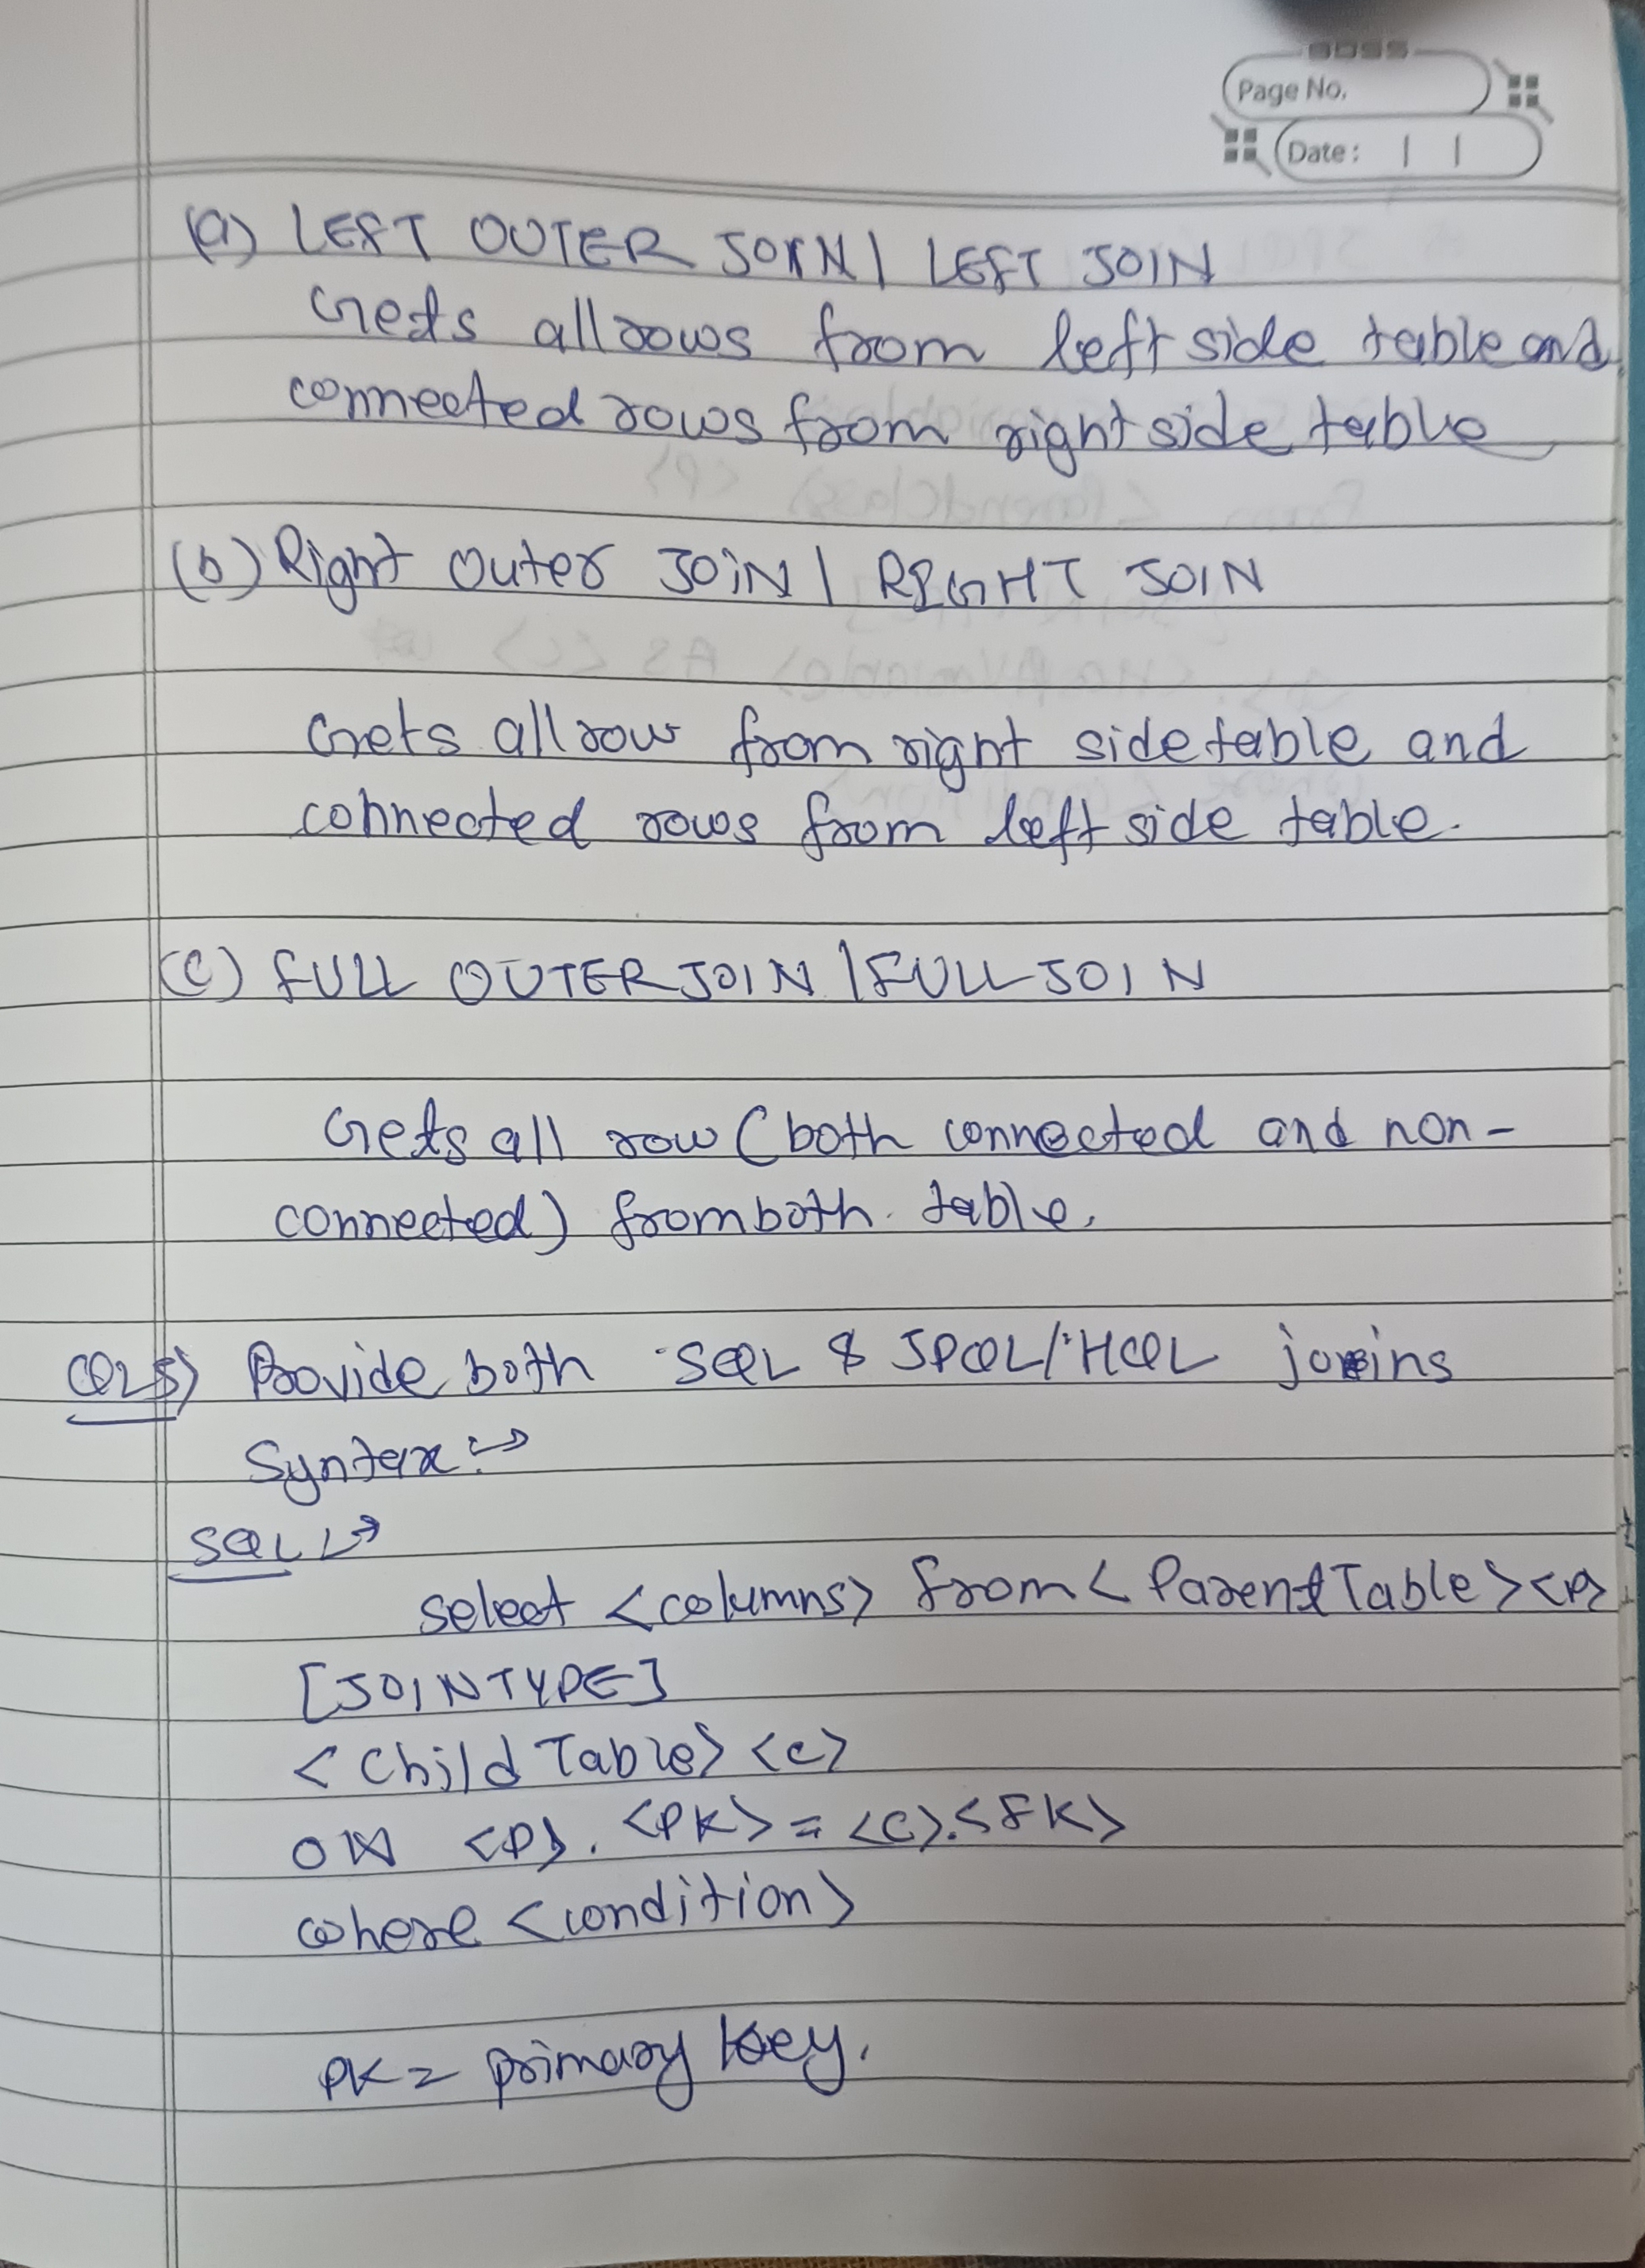 BOSS
Page No.
Date :
(a) LEFT OUTER JOIN | LEFT JOIN
Gets all rows from left side table and
connected rows from right side table
(b) Right Outer JOIN | RIGHT JOIN
Gets all row from right side table and
connected rows from left side table.
(C) FULL OUTER JOIN | FULL JOIN
Gets all row (both connected and non-
connected) from both table.
Q25) Provide both SQL & JPQL/HQL joins
Syntax :→
SQL →
select <columns> from <ParentTable> <P>
[JOINTYPE]
<Child Table> <c>
ON <P>.<PK> = <C>.<FK>
where <condition>
PK = primary key.